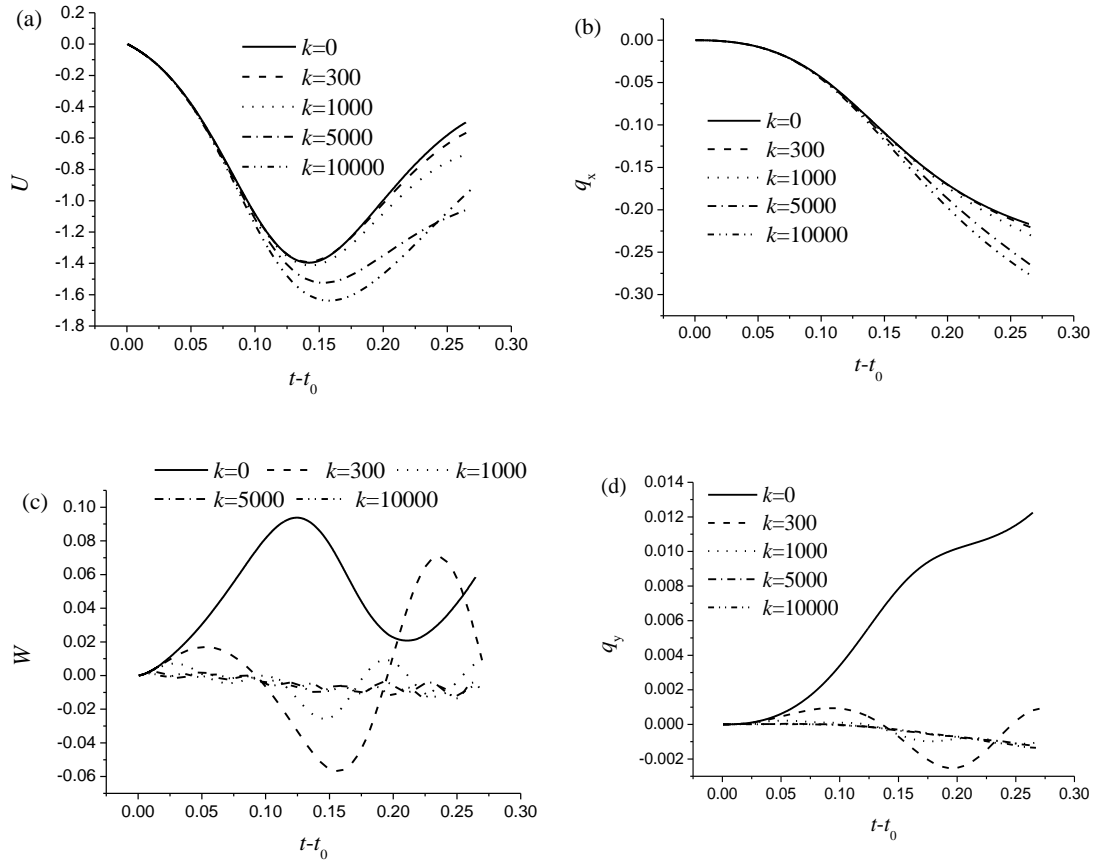 (a)
0.0
-0.2
-0.4
-0.6
-0.8
-1.0
-1.2
-1.4
-1.6
-1.8
U
k=0
k=300
k=1000
k=5000
k=10000
0.00 0.05 0.10 0.15 0.20 0.25 0.30
t-t₀
(b)
0.00
-0.05
-0.10
-0.15
-0.20
-0.25
-0.30
qₓ
k=0
k=300
k=1000
k=5000
k=10000
0.00 0.05 0.10 0.15 0.20 0.25 0.30
t-t₀
k=0 k=300 k=1000
k=5000 k=10000
(c)
0.10
0.08
0.06
0.04
0.02
0.00
-0.02
-0.04
-0.06
W
0.00 0.05 0.10 0.15 0.20 0.25 0.30
t-t₀
(d)
0.014
0.012
0.010
0.008
0.006
0.004
0.002
0.000
-0.002
q_y
k=0
k=300
k=1000
k=5000
k=10000
0.00 0.05 0.10 0.15 0.20 0.25 0.30
t-t₀